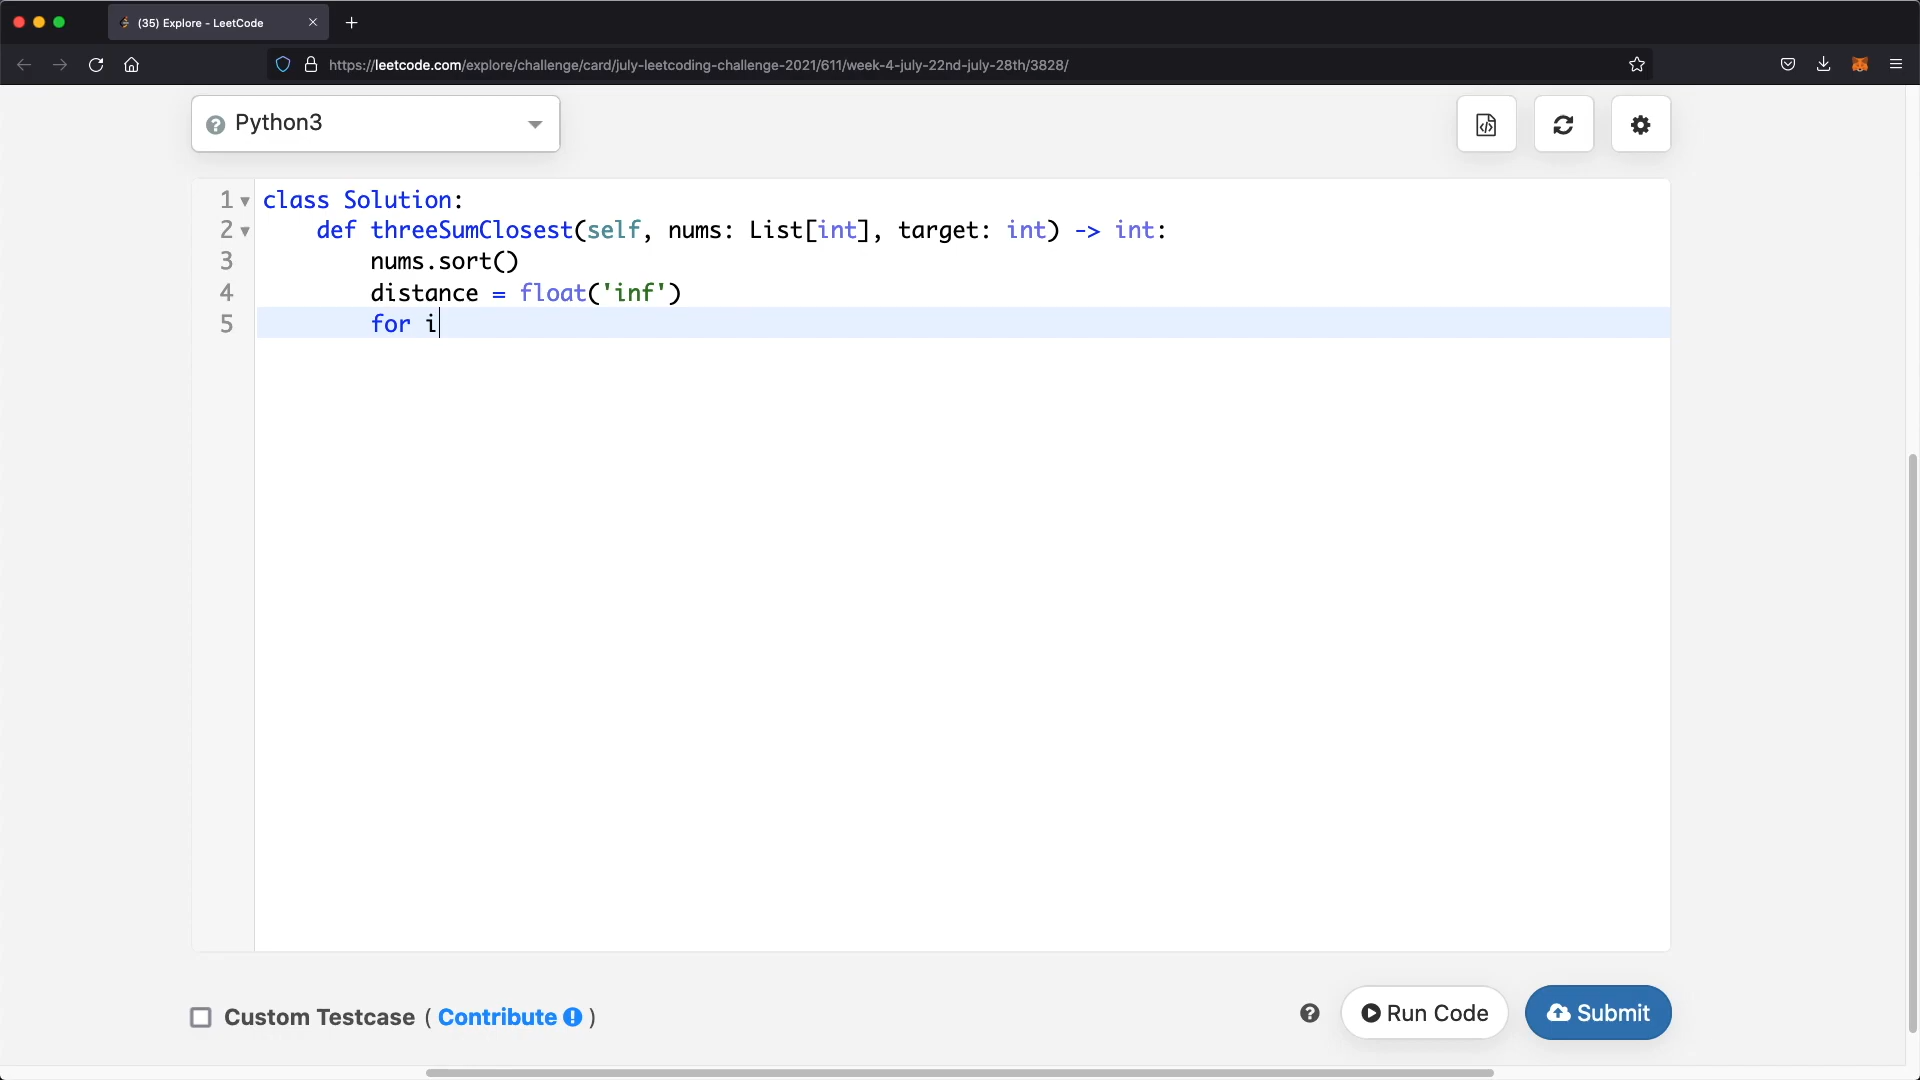 (35) Explore - LeetCode
https://leetcode.com/explore/challenge/card/july-leetcoding-challenge-2021/611/week-4-july-22nd-july-28th/3828/
Python3
1 class Solution:
2 def threeSumClosest(self, nums: List[int], target: int) -> int:
3 nums.sort()
4 distance = float('inf')
5 for i
Custom Testcase ( Contribute )
Run Code
Submit